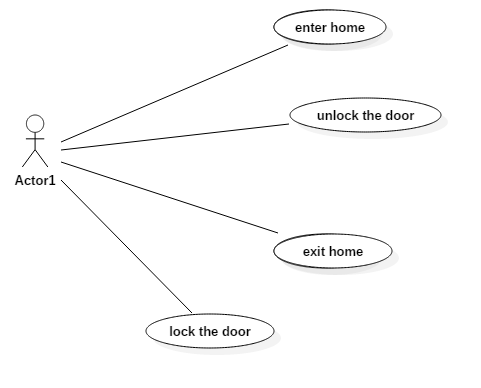 enter home
unlock the door
Actor1
exit home
lock the door